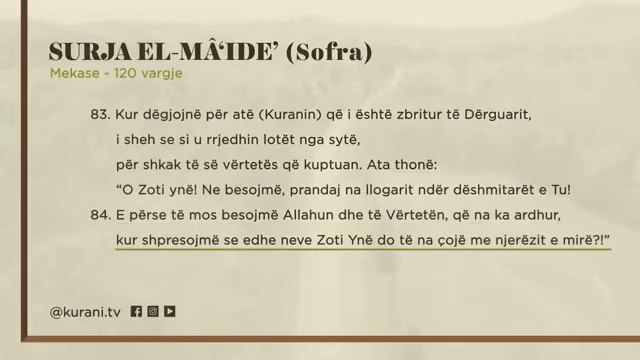 SURJA EL-MÂ‘IDE’ (Sofra)
Mekase - 120 vargje
83. Kur dëgjojnë për atë (Kuranin) që i është zbritur të Dërguarit,
i sheh se si u rrjedhin lotët nga sytë,
për shkak të së vërtetës që kuptuan. Ata thonë:
“O Zoti ynë! Ne besojmë, prandaj na llogarit ndër dëshmitarët e Tu!
84. E përse të mos besojmë Allahun dhe të Vërtetën, që na ka ardhur,
kur shpresojmë se edhe neve Zoti Ynë do të na çojë me njerëzit e mirë?!”
@kurani.tv